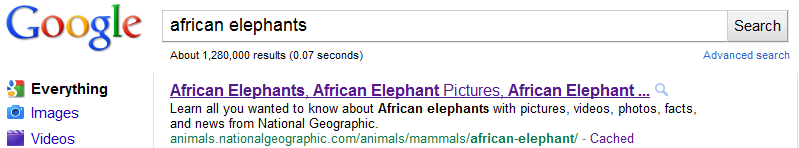 Google
african elephants
Search
About 1,280,000 results (0.07 seconds)
Advanced search
Everything
Images
Videos
African Elephants, African Elephant Pictures, African Elephant ...
Learn all you wanted to know about African elephants with pictures, videos, photos, facts,
and news from National Geographic.
animals.nationalgeographic.com/animals/mammals/african-elephant/ - Cached